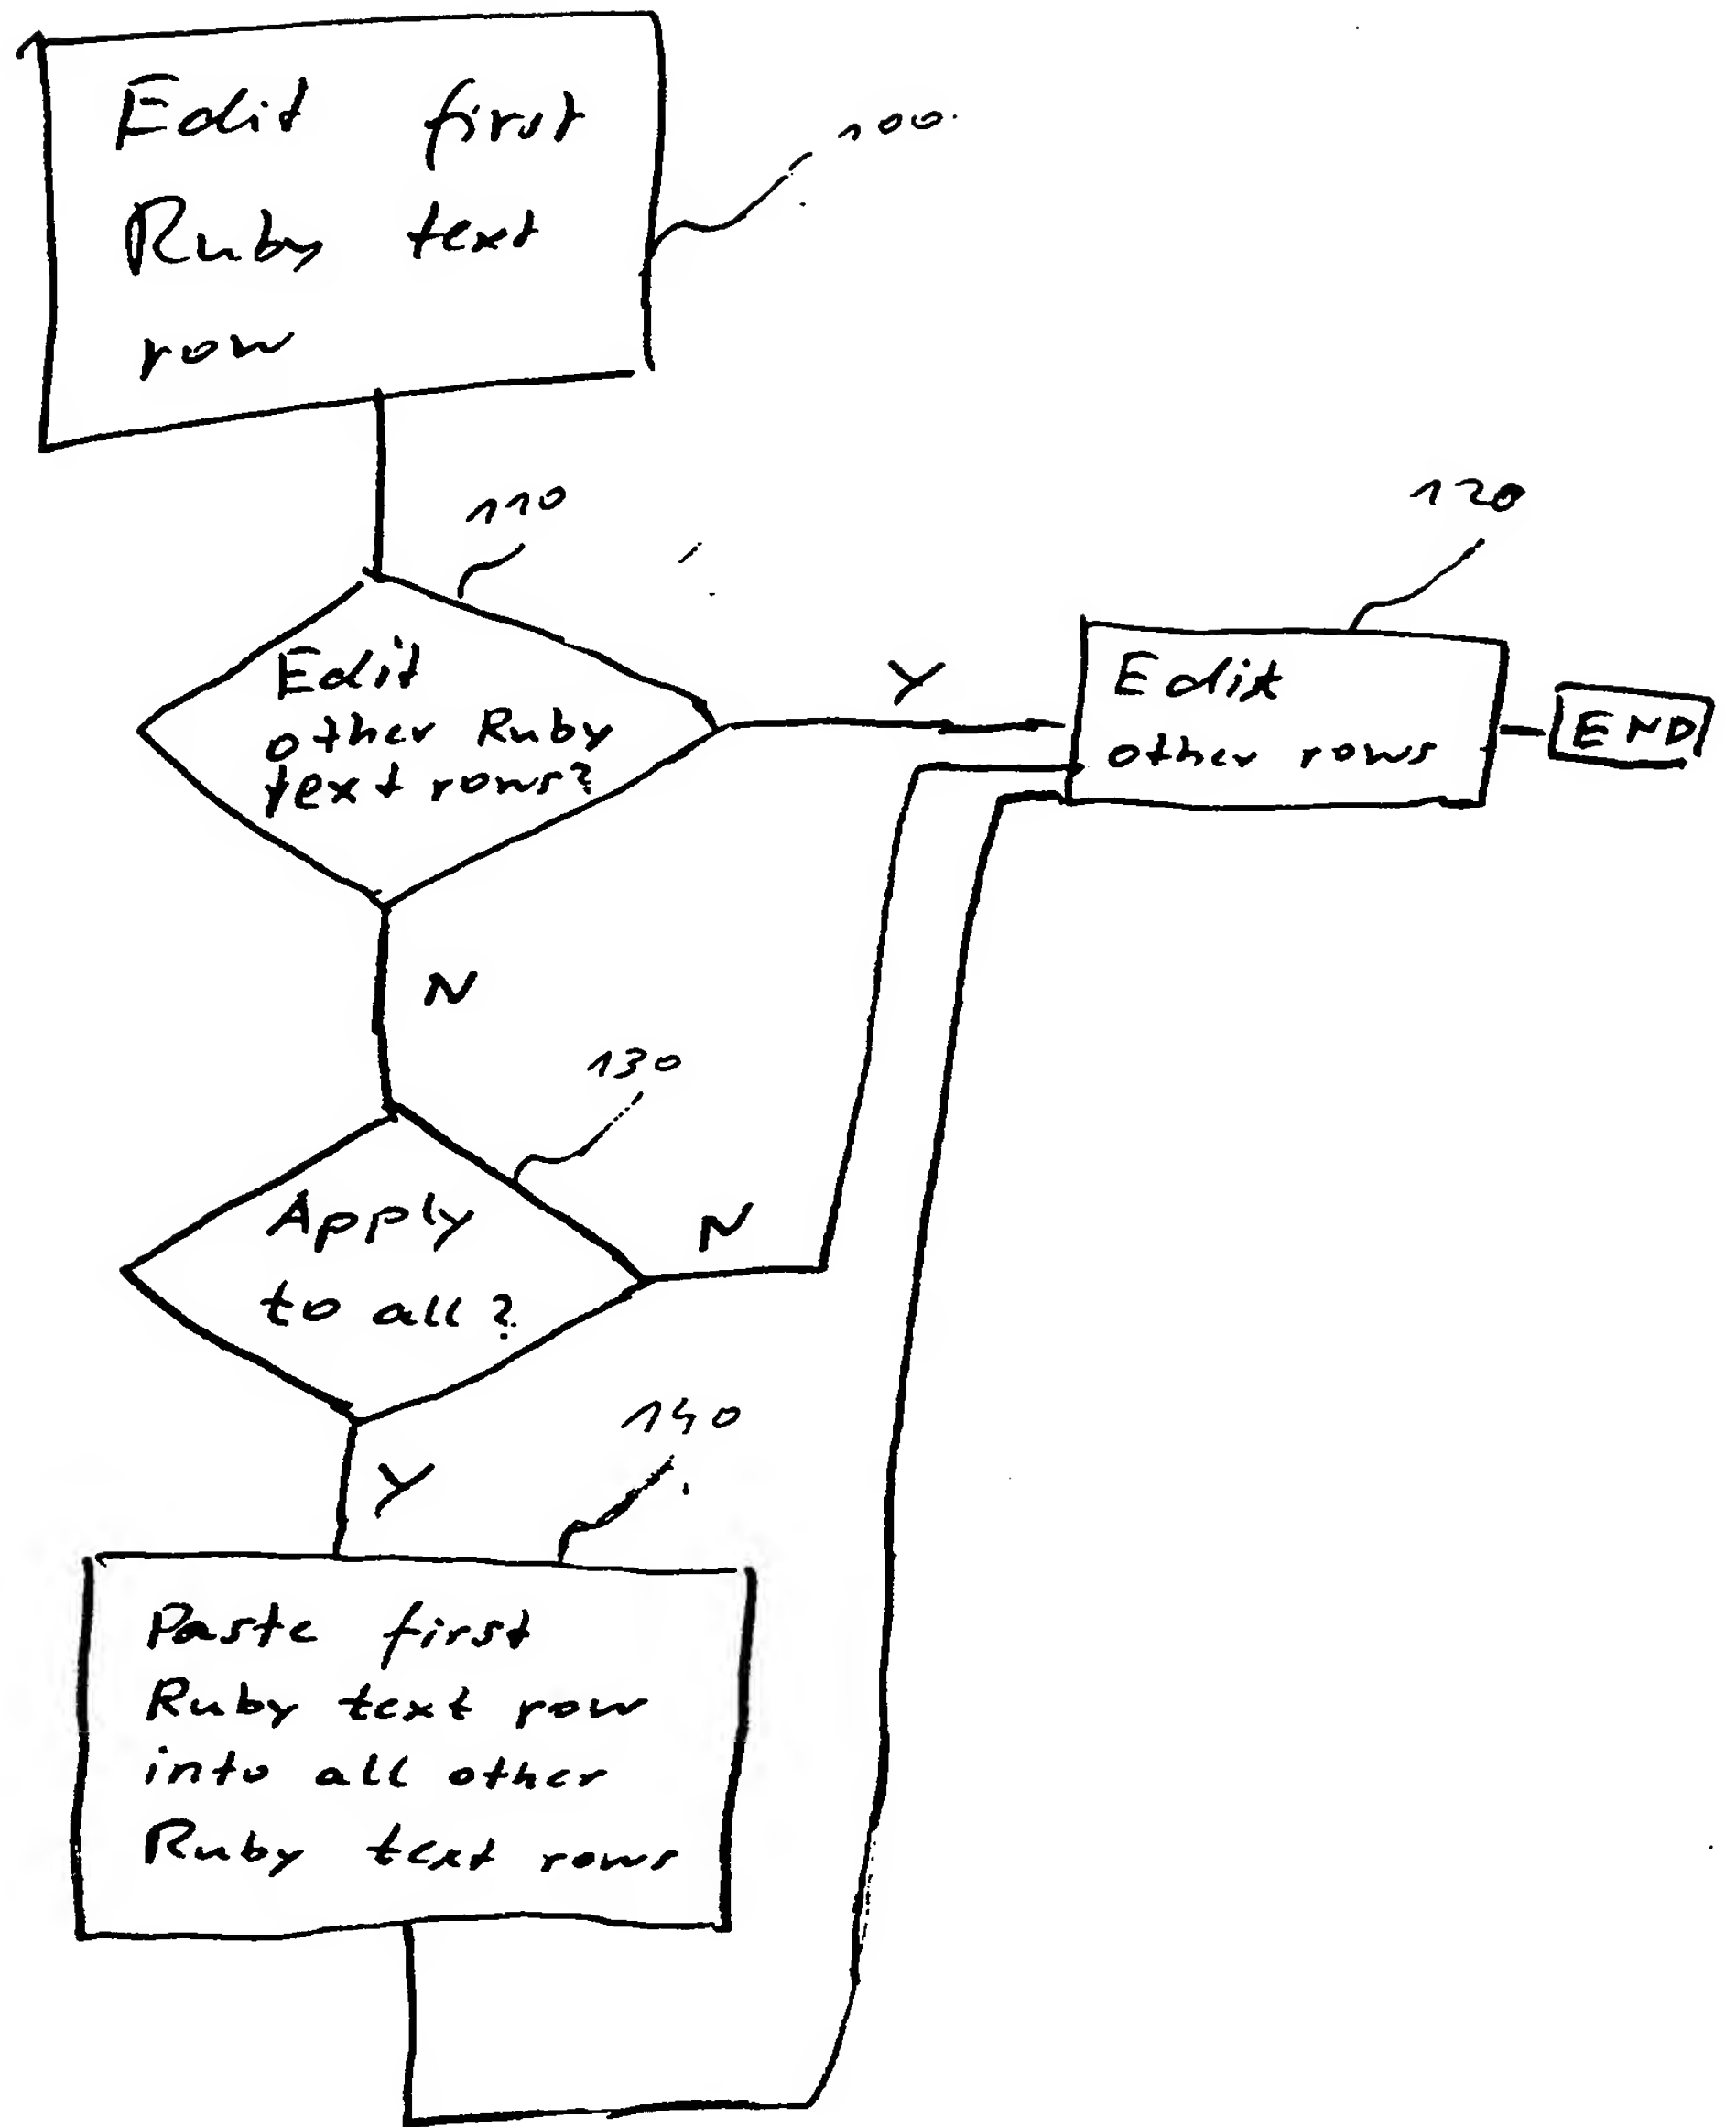 Edit first
Ruby text
row
100.
110
Edit
other Ruby
text rows?
Y
120
Edit
other rows
END
N
130
Apply
to all?
N
Y
140
Paste first
Ruby text row
into all other
Ruby text rows